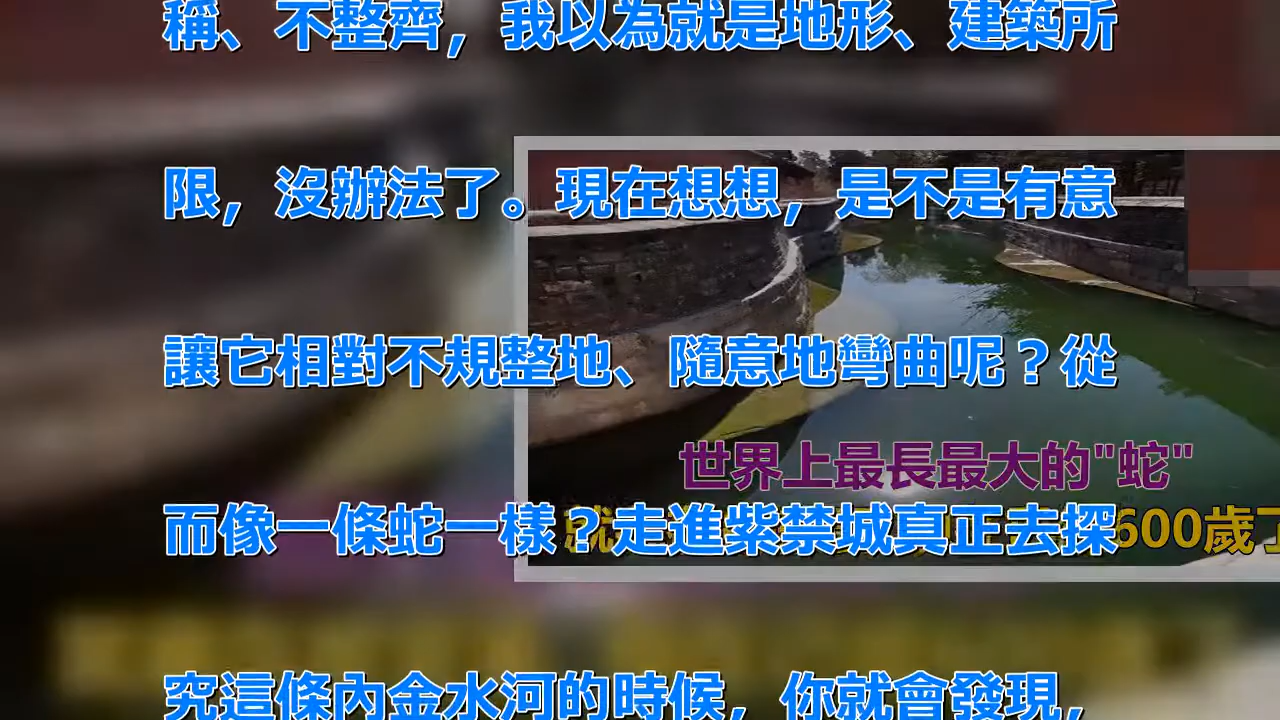 稱、不整齊，我以為就是地形、建築所
限，沒辦法了。現在想想，是不是有意
讓它相對不規整地、隨意地彎曲呢？從
世界上最長最大的"蛇"
而像一條蛇一樣？走進紫禁城真正去探
就
600歲了
究這條內金水河的時候，你就會發現，